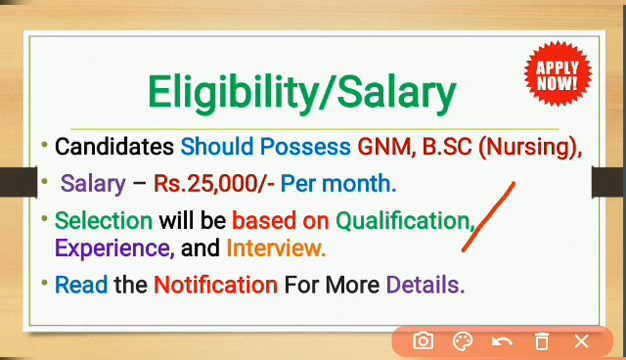 APPLY
NOW!
Eligibility/Salary
• Candidates Should Possess GNM, B.SC (Nursing),
• Salary – Rs.25,000/- Per month.
• Selection will be based on Qualification,
Experience, and Interview.
• Read the Notification For More Details.